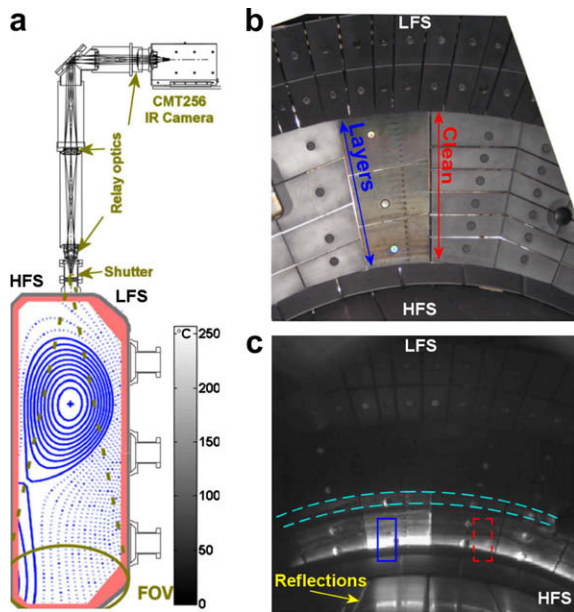 a
CMT256
IR Camera
Relay optics
Shutter
HFS
LFS
°C
250
200
150
100
50
0
FOV
b
LFS
Layers
Clean
HFS
c
LFS
Reflections
HFS